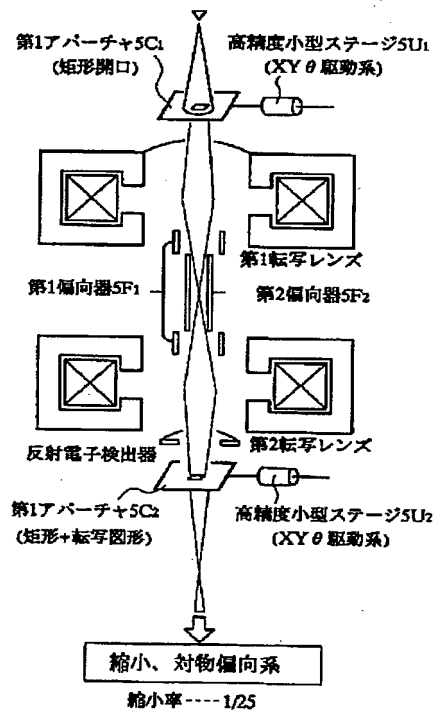 第1アパーチャ5C1
(矩形開口)
高精度小型ステージ5U1
(XYθ駆動系)
第1転写レンズ
第1偏向器5F1
第2偏向器5F2
反射電子検出器
第2転写レンズ
第1アパーチャ5C2
(矩形+転写図形)
高精度小型ステージ5U2
(XYθ駆動系)
縮小、対物偏向系
縮小率----1/25